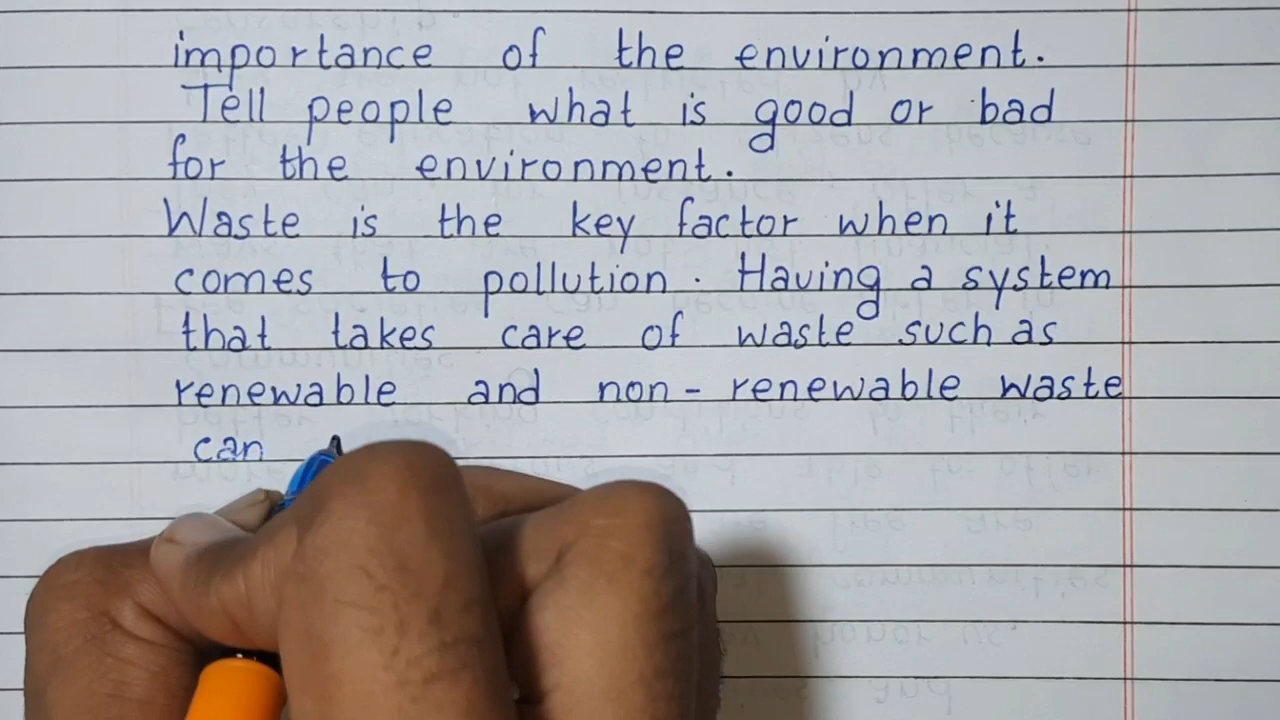 importance of the environment.
Tell people what is good or bad
for the environment.
Waste is the key factor when it
comes to pollution. Having a system
that takes care of waste such as
renewable and non-renewable waste
can